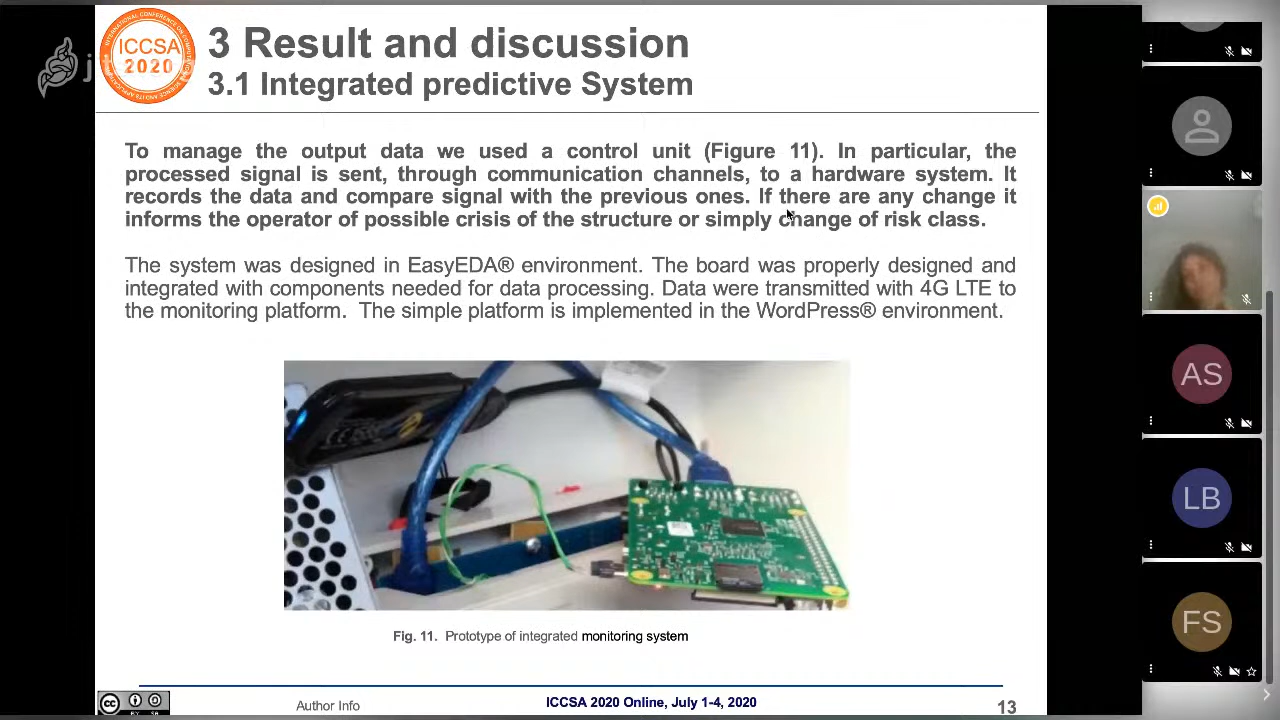 ICCSA
2020
3 Result and discussion
3.1 Integrated predictive System
To manage the output data we used a control unit (Figure 11). In particular, the
processed signal is sent, through communication channels, to a hardware system. It
records the data and compare signal with the previous ones. If there are any change it
informs the operator of possible crisis of the structure or simply change of risk class.
The system was designed in EasyEDA® environment. The board was properly designed and
integrated with components needed for data processing. Data were transmitted with 4G LTE to
the monitoring platform. The simple platform is implemented in the WordPress® environment.
Fig. 11. Prototype of integrated monitoring system
Author Info
ICCSA 2020 Online, July 1-4, 2020
13
AS
LB
FS